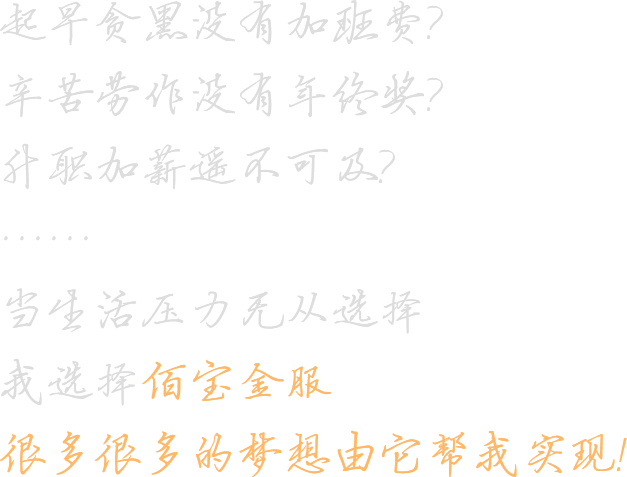 起早贪黑没有加班费?
辛苦劳作没有年终奖?
升职加薪遥不可及?
......
当生活压力无从选择
我选择佰宝金服
很多很多的梦想由它帮我实现!